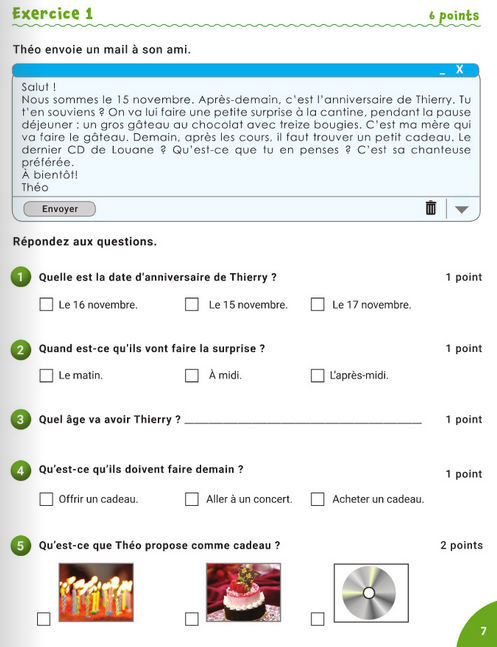 Exercice 1
6 points
Théo envoie un mail à son ami.
_ X
Salut !
Nous sommes le 15 novembre. Après-demain, c'est l'anniversaire de Thierry. Tu
t'en souviens ? On va lui faire une petite surprise à la cantine, pendant la pause
déjeuner : un gros gâteau au chocolat avec treize bougies. C'est ma mère qui
va faire le gâteau. Demain, après les cours, il faut trouver un petit cadeau. Le
dernier CD de Louane ? Qu'est-ce que tu en penses ? C'est sa chanteuse
préférée.
À bientôt!
Théo
Envoyer
Répondez aux questions.
1 Quelle est la date d'anniversaire de Thierry ? 1 point
Le 16 novembre. Le 15 novembre. Le 17 novembre.
2 Quand est-ce qu'ils vont faire la surprise ? 1 point
Le matin. À midi. L'après-midi.
3 Quel âge va avoir Thierry ? 1 point
4 Qu'est-ce qu'ils doivent faire demain ? 1 point
Offrir un cadeau. Aller à un concert. Acheter un cadeau.
5 Qu'est-ce que Théo propose comme cadeau ? 2 points
7